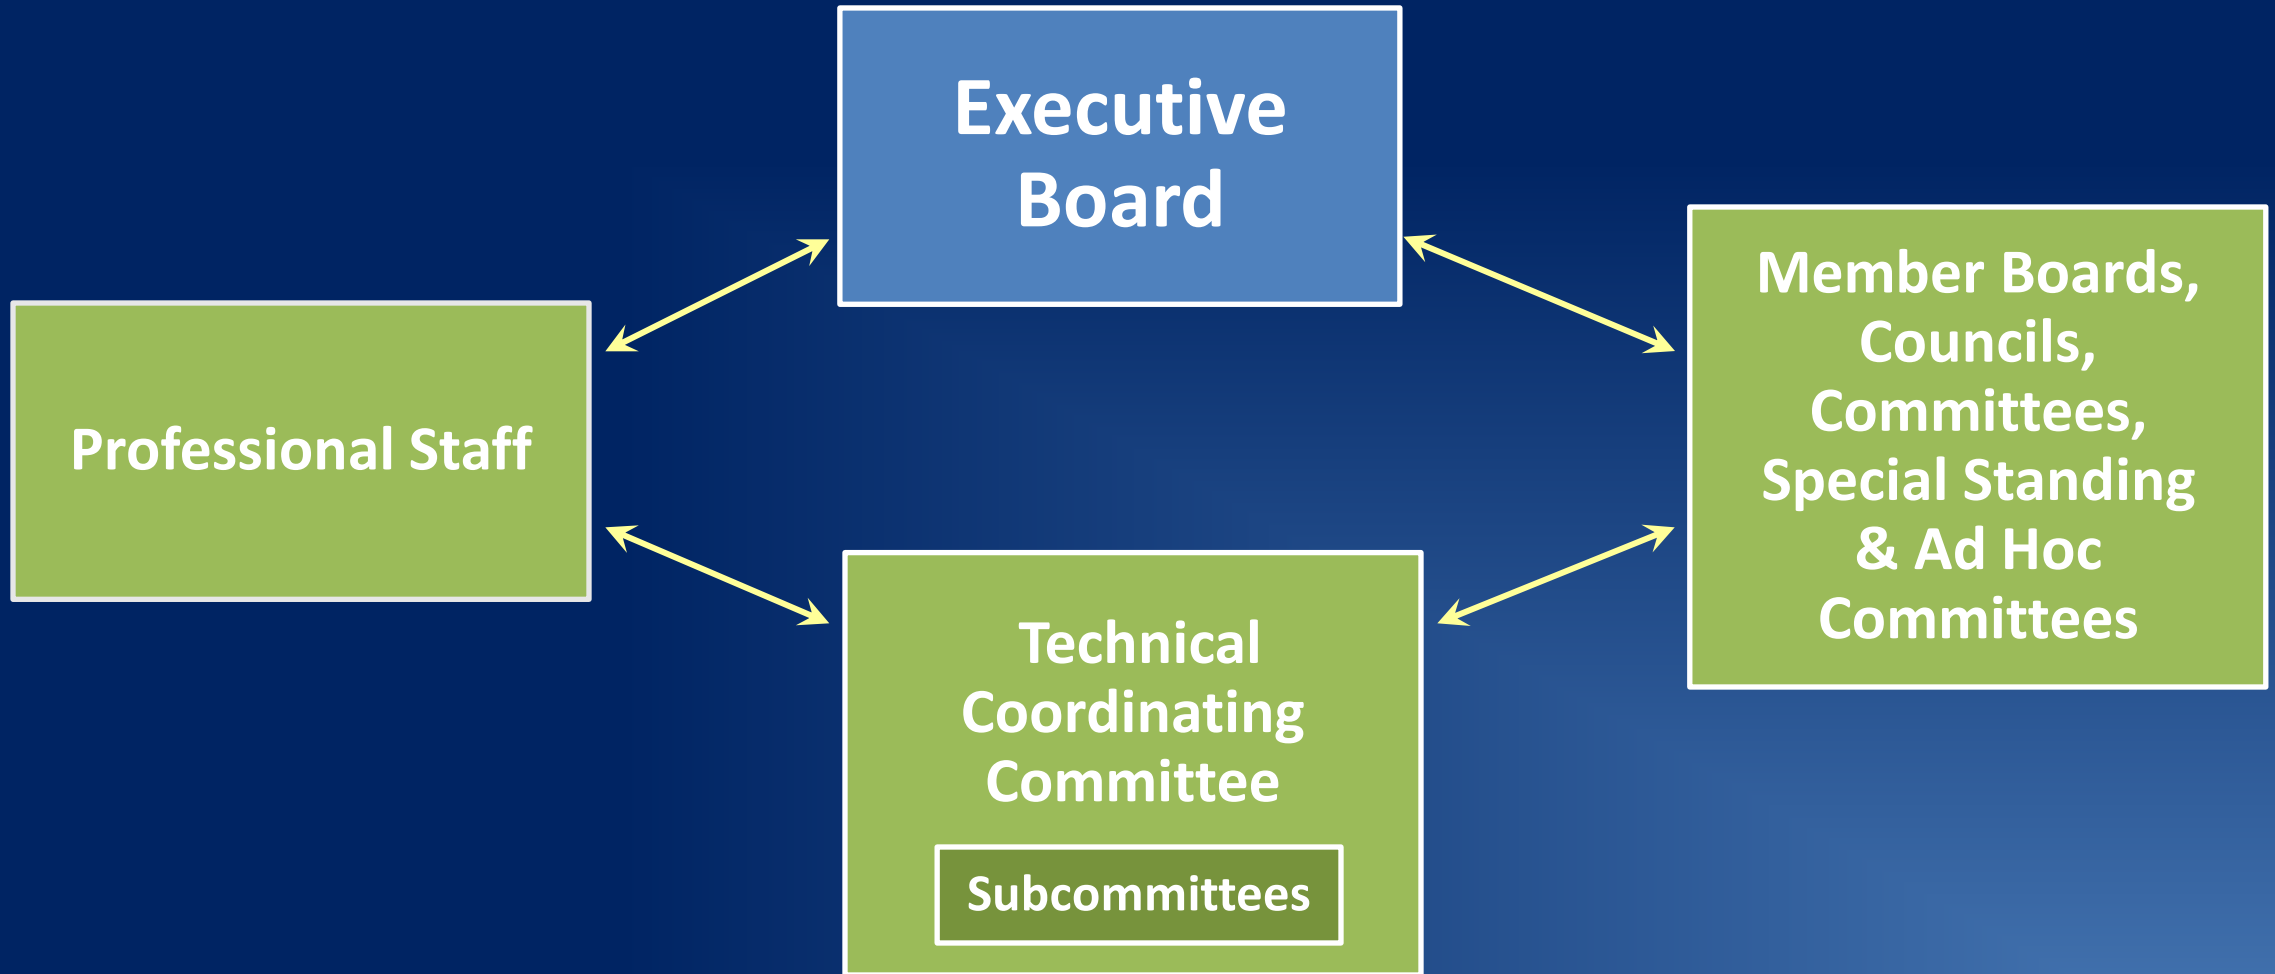 Executive
Board
Professional Staff
Member Boards,
Councils,
Committees,
Special Standing
& Ad Hoc
Committees
Technical
Coordinating
Committee
Subcommittees